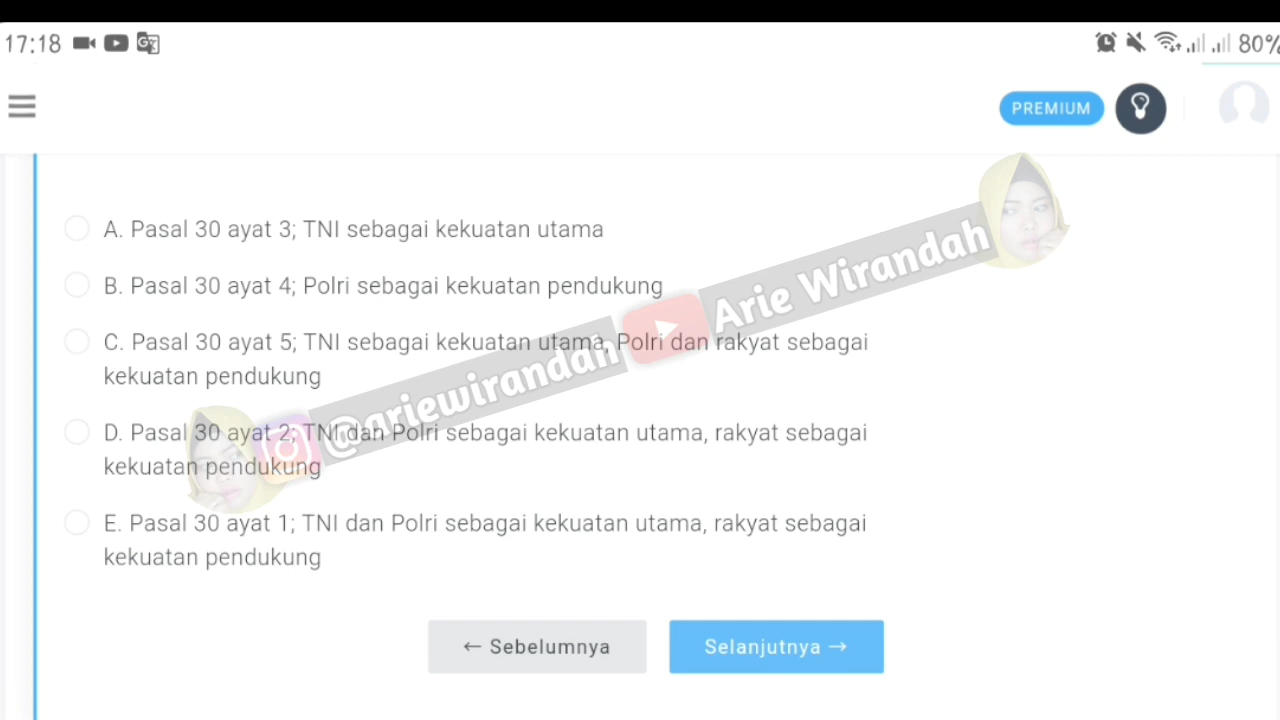 17:18
80%
PREMIUM
A. Pasal 30 ayat 3; TNI sebagai kekuatan utama
B. Pasal 30 ayat 4; Polri sebagai kekuatan pendukung
C. Pasal 30 ayat 5; TNI sebagai kekuatan utama, Polri dan rakyat sebagai
kekuatan pendukung
D. Pasal 30 ayat 2; TNI dan Polri sebagai kekuatan utama, rakyat sebagai
kekuatan pendukung
E. Pasal 30 ayat 1; TNI dan Polri sebagai kekuatan utama, rakyat sebagai
kekuatan pendukung
@ariewirandah
Arie Wirandah
← Sebelumnya
Selanjutnya →